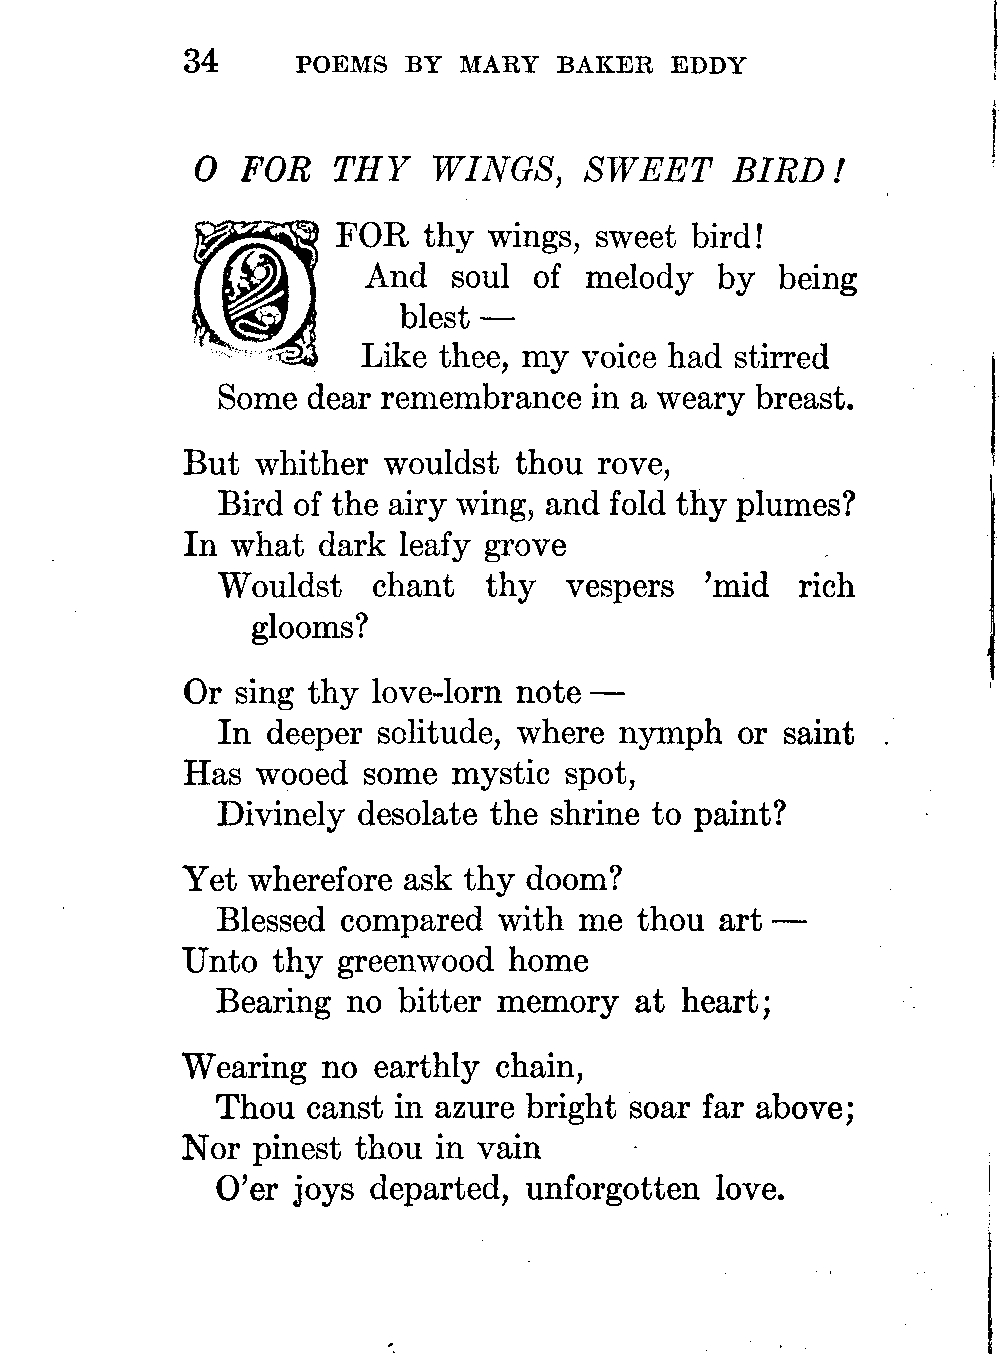 34 POEMS BY MARY BAKER EDDY
O FOR THY WINGS, SWEET BIRD!
O FOR thy wings, sweet bird!
And soul of melody by being
blest —
Like thee, my voice had stirred
Some dear remembrance in a weary breast.
But whither wouldst thou rove,
Bird of the airy wing, and fold thy plumes?
In what dark leafy grove
Wouldst chant thy vespers ’mid rich
glooms?
Or sing thy love-lorn note —
In deeper solitude, where nymph or saint
Has wooed some mystic spot,
Divinely desolate the shrine to paint?
Yet wherefore ask thy doom?
Blessed compared with me thou art —
Unto thy greenwood home
Bearing no bitter memory at heart;
Wearing no earthly chain,
Thou canst in azure bright soar far above;
Nor pinest thou in vain
O’er joys departed, unforgotten love.